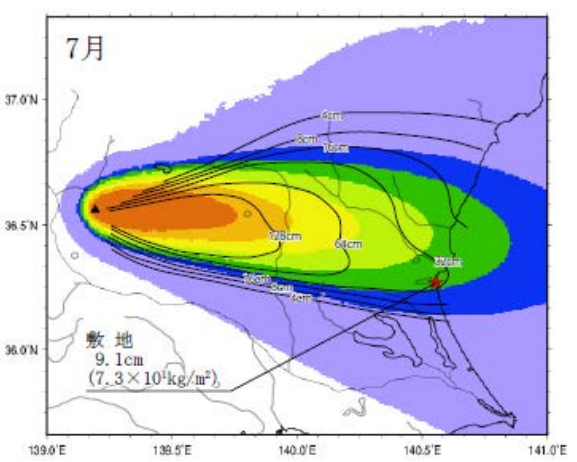 7月
37.0°N
4cm
8cm
16cm
36.5°N
128cm
64cm
32cm
16cm
8cm
4cm
敷 地
9.1cm
(7.3×10¹kg/m²)
36.0°N
139.0°E 139.5°E 140.0°E 140.5°E 141.0°E